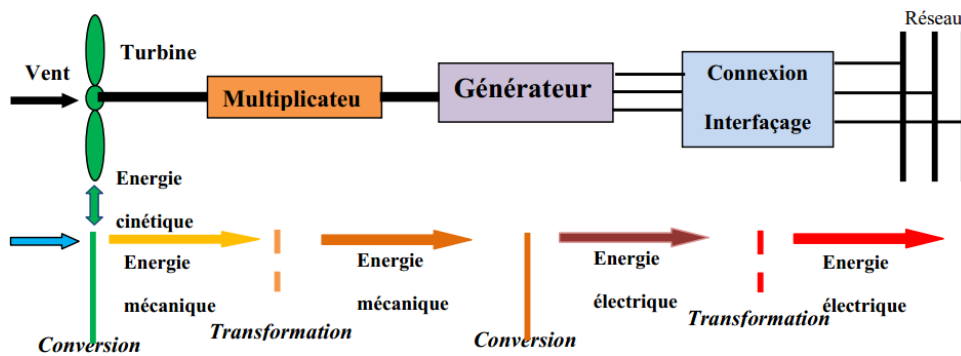 Réseau
Vent
Turbine
Multiplicateu
Générateur
Connexion
Interfaçage
Energie
cinétique
Energie
mécanique
Transformation
Energie
mécanique
Energie
électrique
Transformation
Energie
électrique
Conversion
Conversion